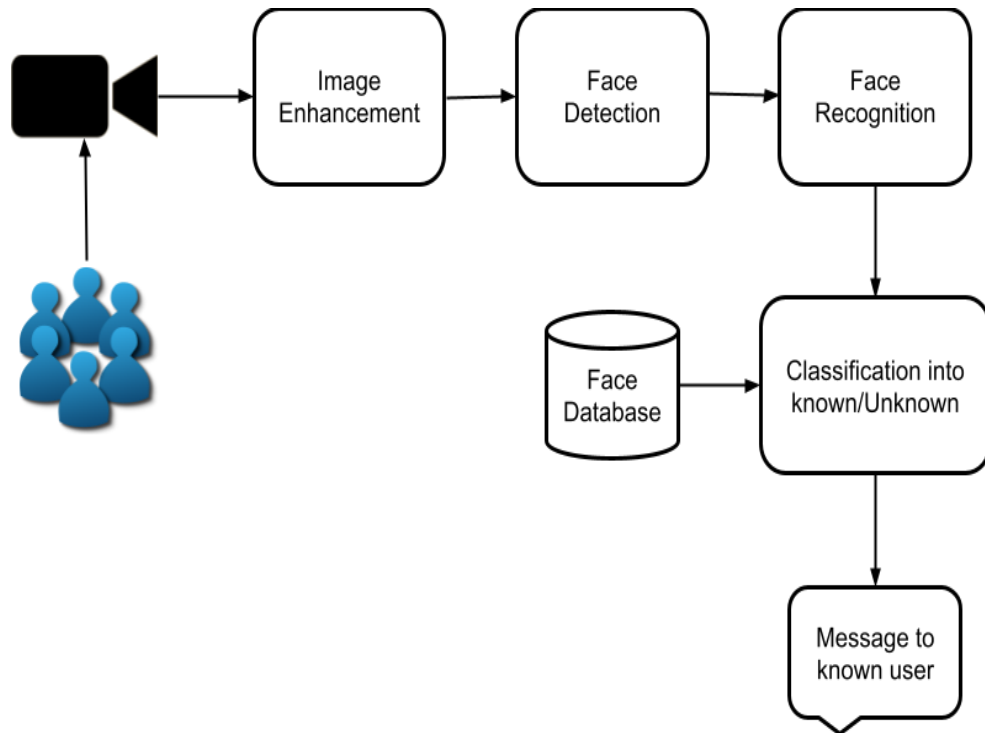 Image
Enhancement
Face
Detection
Face
Recognition
Face
Database
Classification into
known/Unknown
Message to
known user